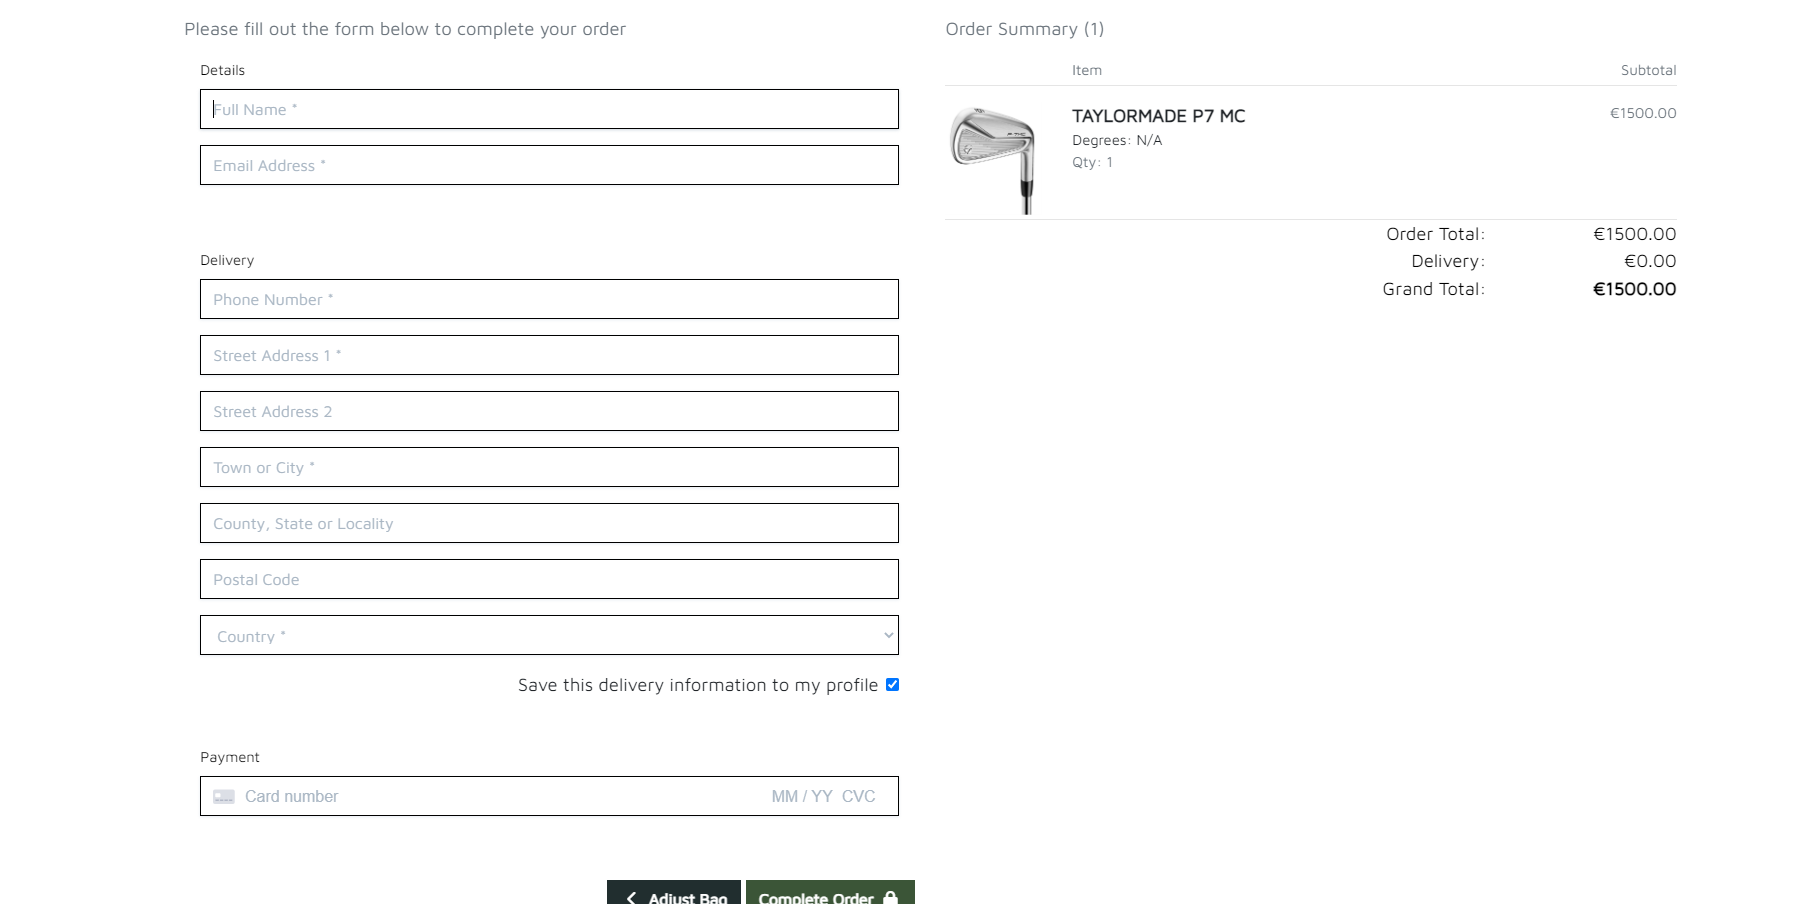 Please fill out the form below to complete your order
Details
Full Name *
Email Address *
Delivery
Phone Number *
Street Address 1 *
Street Address 2
Town or City *
County, State or Locality
Postal Code
Country *
Save this delivery information to my profile
Payment
Card number MM / YY CVC
Adjust Bag Complete Order
Order Summary (1)
Item Subtotal
TAYLORMADE P7 MC €1500.00
Degrees: N/A
Qty: 1
Order Total: €1500.00
Delivery: €0.00
Grand Total: €1500.00